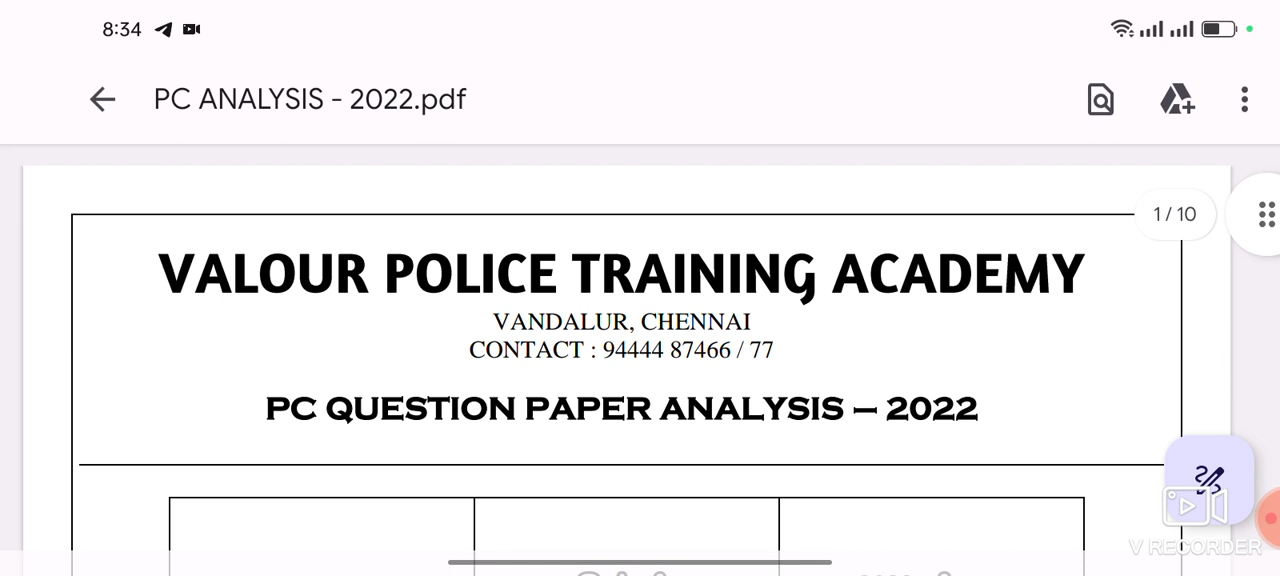 8:34
PC ANALYSIS - 2022.pdf
1 / 10
VALOUR POLICE TRAINING ACADEMY
VANDALUR, CHENNAI
CONTACT : 94444 87466 / 77
PC QUESTION PAPER ANALYSIS – 2022
V RECORDER